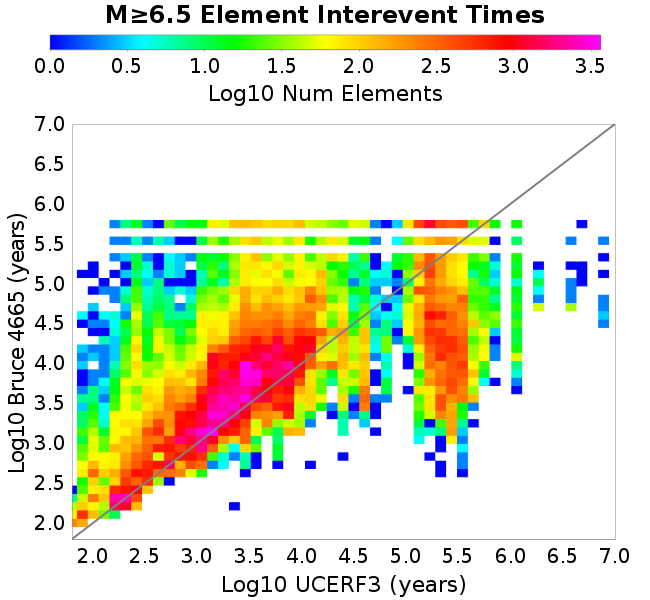 M≥6.5 Element Interevent Times
0.0 0.5 1.0 1.5 2.0 2.5 3.0 3.5
Log10 Num Elements
7.0
6.5
6.0
5.5
5.0
4.5
4.0
3.5
3.0
2.5
2.0
Log10 Bruce 4665 (years)
2.0 2.5 3.0 3.5 4.0 4.5 5.0 5.5 6.0 6.5 7.0
Log10 UCERF3 (years)